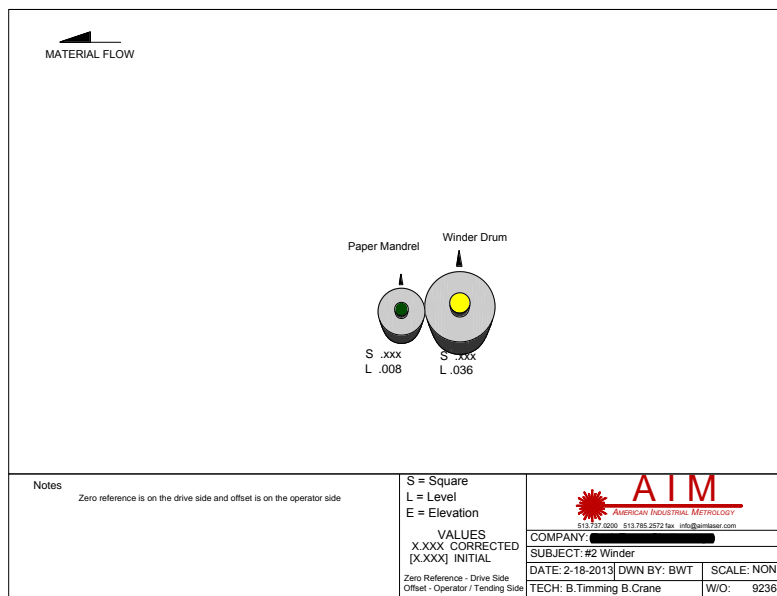 MATERIAL FLOW
Paper Mandrel
Winder Drum
S .xxx
L .008
S .xxx
L .036
Notes
Zero reference is on the drive side and offset is on the operator side
S = Square
L = Level
E = Elevation
VALUES
X.XXX CORRECTED
[X.XXX] INITIAL
Zero Reference - Drive Side
Offset - Operator / Tending Side
AIM
AMERICAN INDUSTRIAL METROLOGY
513.737.0200 513.785.2572 fax info@aimlaser.com
COMPANY:
SUBJECT: #2 Winder
DATE: 2-18-2013 DWN BY: BWT SCALE: NON
TECH: B.Timming B.Crane W/O: 9236